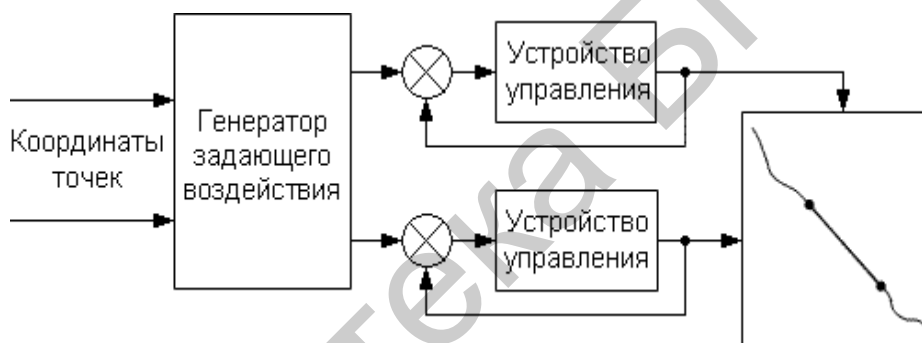 Координаты
точек
Генератор
задающего
воздействия
Устройство
управления
Устройство
управления